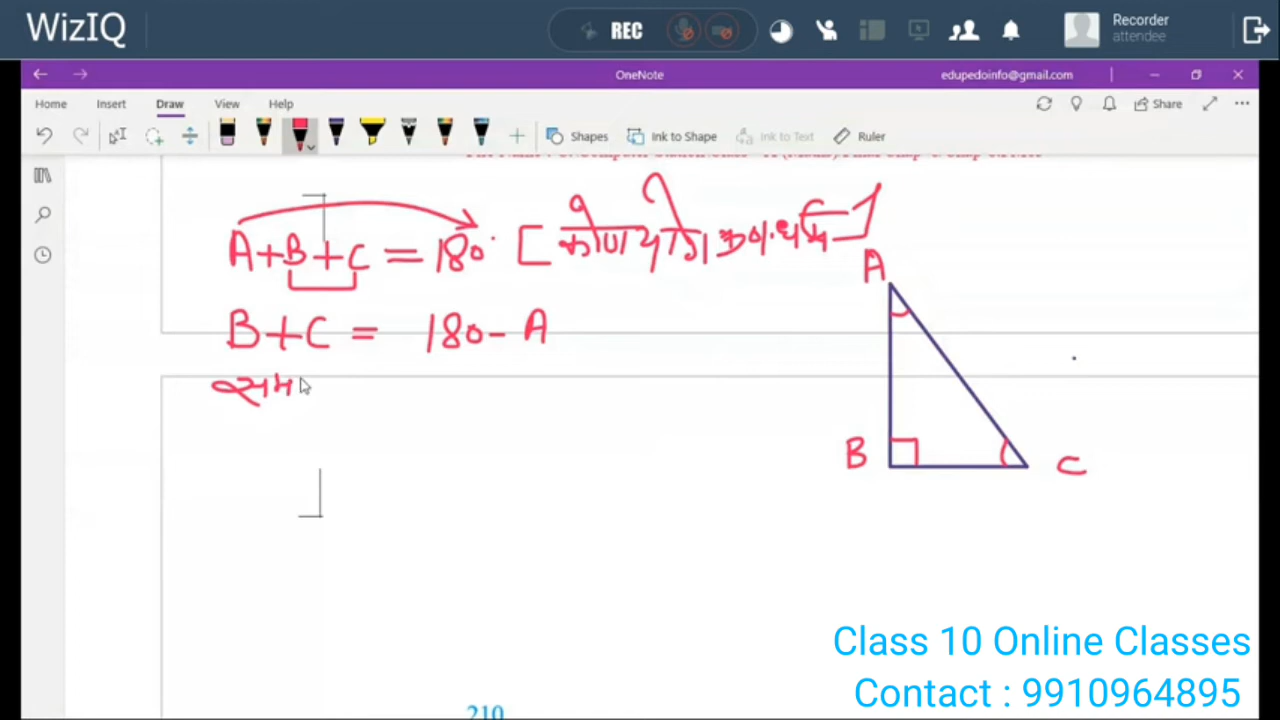 WizIQ
REC
Recorder
attendee
OneNote
edupedoinfo@gmail.com
Home Insert Draw View Help
Share
Shapes Ink to Shape Ink to Text Ruler
A+B+C = 180°
A
B+C = 180-A
B
C
Class 10 Online Classes
Contact : 9910964895
210